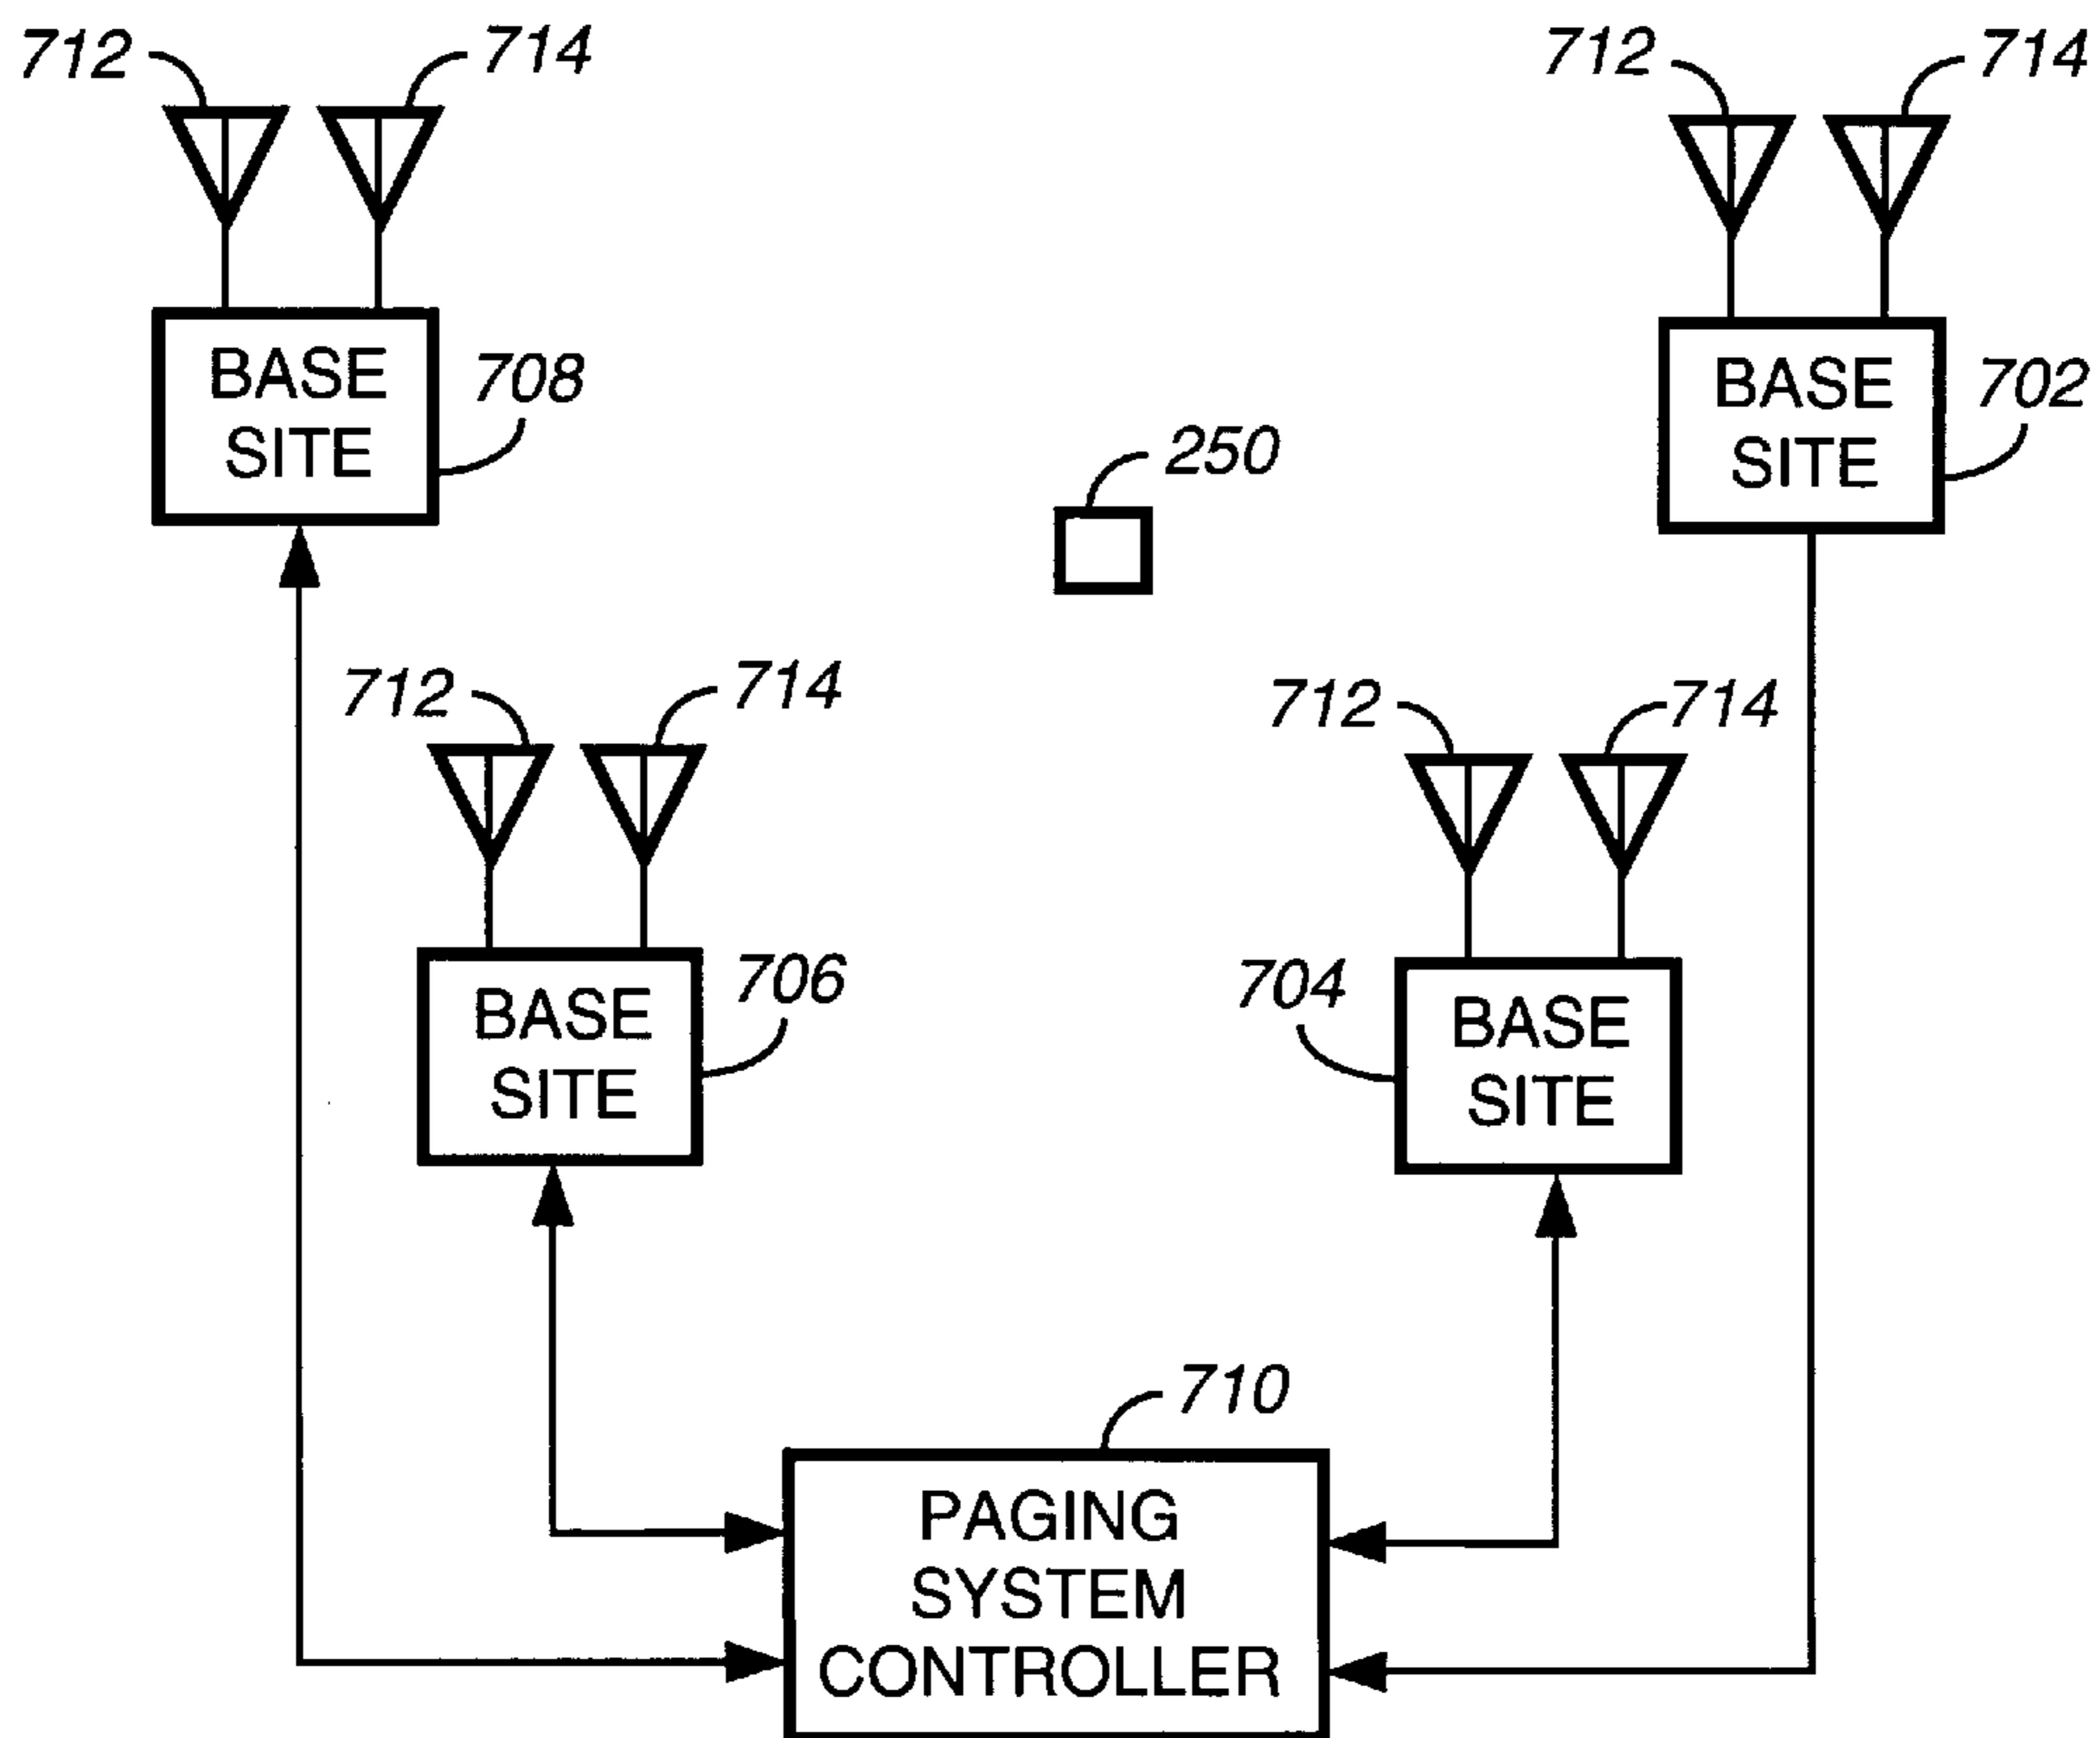 712 714 712 714
BASE
SITE
708
BASE
SITE
702
250
712 714 712 714
BASE
SITE
706
704
BASE
SITE
710
PAGING
SYSTEM
CONTROLLER